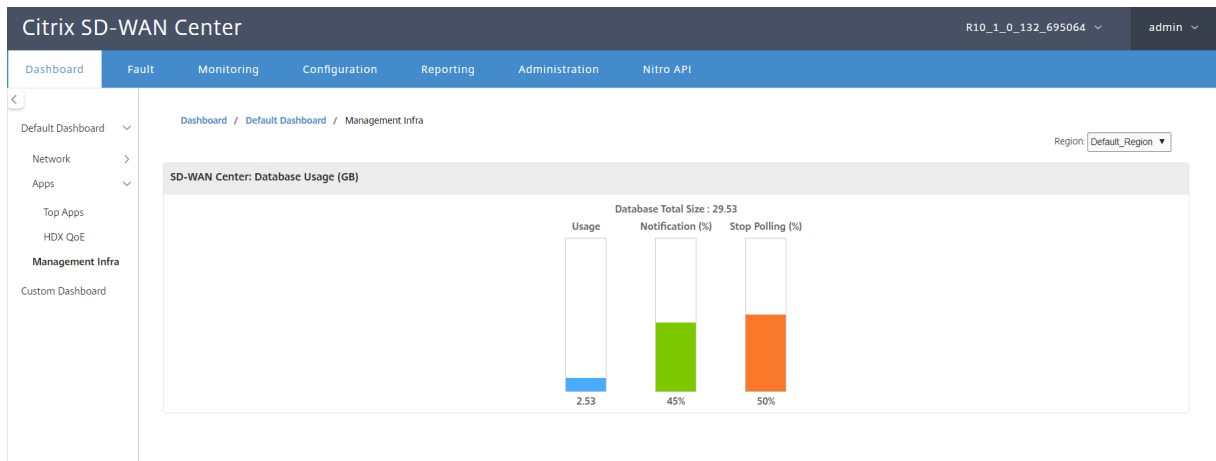 Citrix SD-WAN Center
R10_1_0_132_695064
admin
Dashboard Fault Monitoring Configuration Reporting Administration Nitro API
Default Dashboard
Network
Apps
Top Apps
HDX QoE
Management Infra
Custom Dashboard
Dashboard / Default Dashboard / Management Infra
Region: Default_Region
SD-WAN Center: Database Usage (GB)
Database Total Size : 29.53
Usage Notification (%) Stop Polling (%)
2.53 45% 50%